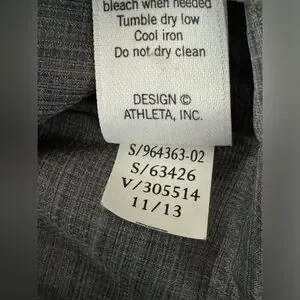 bleach when needed
Tumble dry low
Cool iron
Do not dry clean
DESIGN ©
ATHLETA, INC.
S/964363-02
S/63426
V/305514
11/13